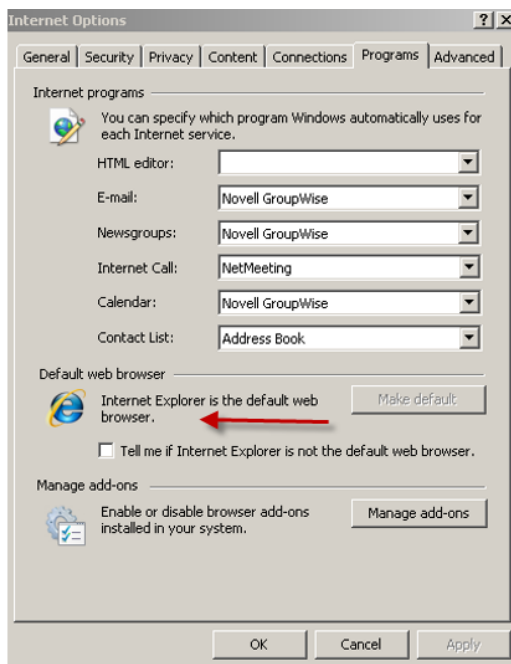 Internet Options
General Security Privacy Content Connections Programs Advanced
Internet programs
You can specify which program Windows automatically uses for
each Internet service.
HTML editor:
E-mail: Novell GroupWise
Newsgroups: Novell GroupWise
Internet Call: NetMeeting
Calendar: Novell GroupWise
Contact List: Address Book
Default web browser
Internet Explorer is the default web
browser.
Make default
Tell me if Internet Explorer is not the default web browser.
Manage add-ons
Enable or disable browser add-ons
installed in your system.
Manage add-ons
OK Cancel Apply